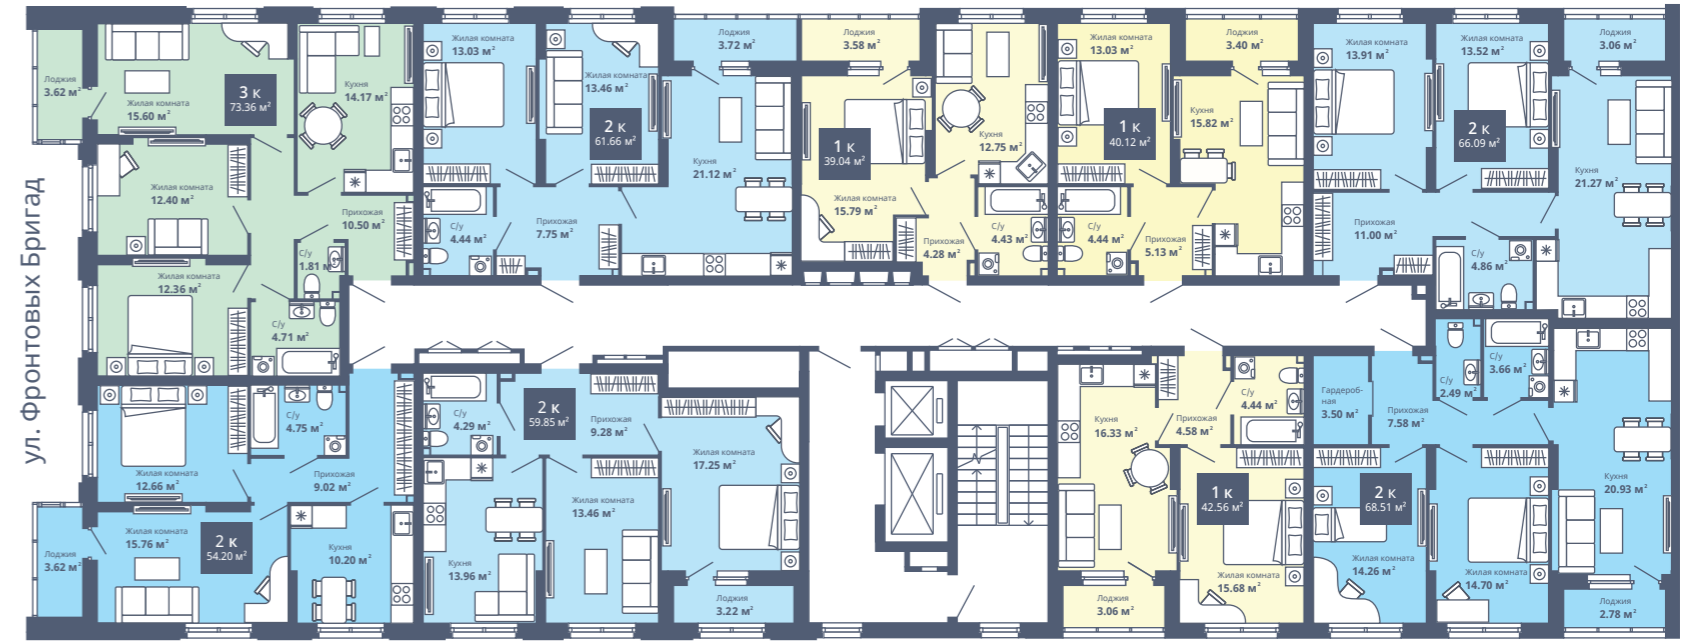 ул. Фронтовых Бригад
Лоджия
3.62 м²
Жилая комната
15.60 м²
3 К
73.36 м²
Кухня
14.17 м²
Жилая комната
12.40 м²
Прихожая
10.50 м²
С/у
1.81 м²
Жилая комната
12.36 м²
С/у
4.71 м²
Жилая комната
13.03 м²
Жилая комната
13.46 м²
2 К
61.66 м²
Лоджия
3.72 м²
Кухня
21.12 м²
С/у
4.44 м²
Прихожая
7.75 м²
Лоджия
3.58 м²
1 К
39.04 м²
Кухня
12.75 м²
Жилая комната
15.79 м²
Прихожая
4.28 м²
С/у
4.43 м²
Жилая комната
13.03 м²
Лоджия
3.40 м²
1 К
40.12 м²
Кухня
15.82 м²
С/у
4.44 м²
Прихожая
5.13 м²
Жилая комната
13.91 м²
Жилая комната
13.52 м²
Лоджия
3.06 м²
2 К
66.09 м²
Кухня
21.27 м²
Прихожая
11.00 м²
С/у
4.86 м²
Жилая комната
12.66 м²
С/у
4.75 м²
Прихожая
9.02 м²
Лоджия
3.62 м²
Жилая комната
15.76 м²
2 К
54.20 м²
Кухня
10.20 м²
С/у
4.29 м²
2 К
59.85 м²
Прихожая
9.28 м²
Жилая комната
17.25 м²
Жилая комната
13.46 м²
Кухня
13.96 м²
Лоджия
3.22 м²
Кухня
16.33 м²
Прихожая
4.58 м²
С/у
4.44 м²
1 К
42.56 м²
Жилая комната
15.68 м²
Лоджия
3.06 м²
Гардероб-
ная
3.50 м²
Прихожая
7.58 м²
С/у
2.49 м²
С/у
3.66 м²
2 К
68.51 м²
Кухня
20.93 м²
Жилая комната
14.26 м²
Жилая комната
14.70 м²
Лоджия
2.78 м²